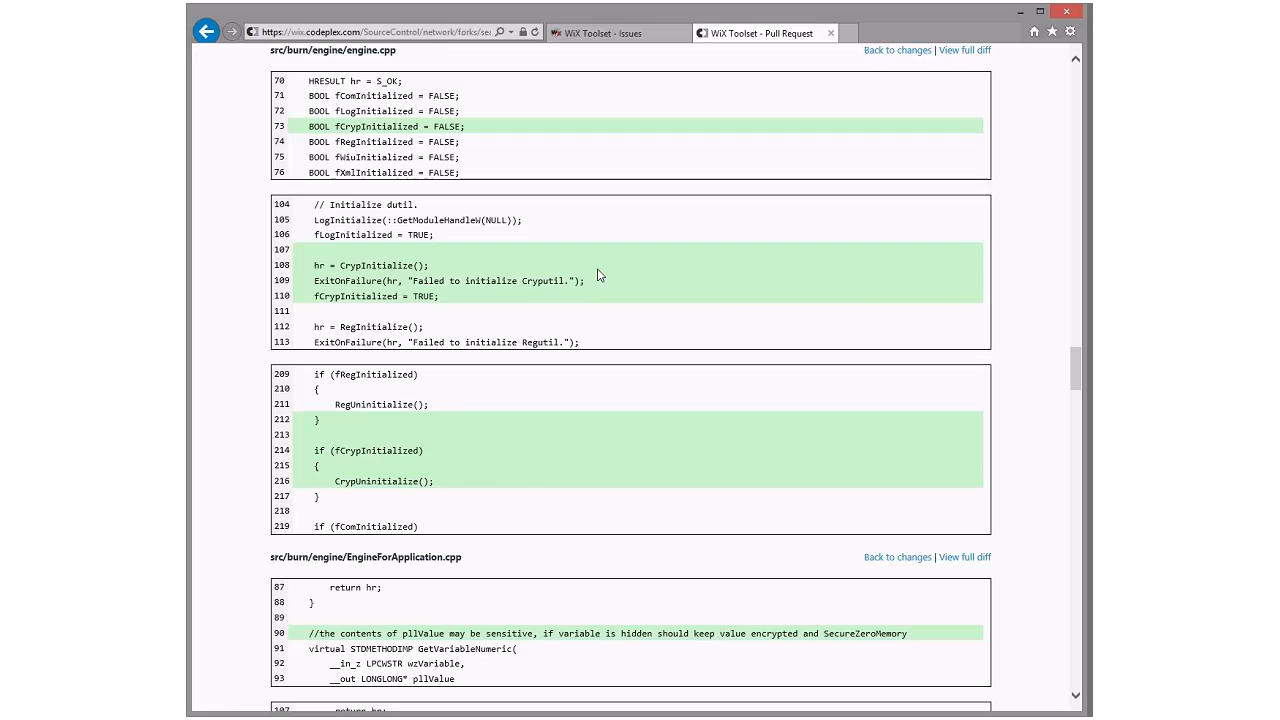 https://wix.codeplex.com/SourceControl/network/forks/sea
WiX Toolset - Issues
WiX Toolset - Pull Request
src/burn/engine/engine.cpp
Back to changes | View full diff
70 HRESULT hr = S_OK;
71 BOOL fComInitialized = FALSE;
72 BOOL fLogInitialized = FALSE;
73 BOOL fCrypInitialized = FALSE;
74 BOOL fRegInitialized = FALSE;
75 BOOL fWiuInitialized = FALSE;
76 BOOL fXmlInitialized = FALSE;
104 // Initialize dutil.
105 LogInitialize(::GetModuleHandleW(NULL));
106 fLogInitialized = TRUE;
107
108 hr = CrypInitialize();
109 ExitOnFailure(hr, "Failed to initialize Cryputil.");
110 fCrypInitialized = TRUE;
111
112 hr = RegInitialize();
113 ExitOnFailure(hr, "Failed to initialize Regutil.");
209 if (fRegInitialized)
210 {
211 RegUninitialize();
212 }
213
214 if (fCrypInitialized)
215 {
216 CrypUninitialize();
217 }
218
219 if (fComInitialized)
src/burn/engine/EngineForApplication.cpp
Back to changes | View full diff
87 return hr;
88 }
89
90 //the contents of pllValue may be sensitive, if variable is hidden should keep value encrypted and SecureZeroMemory
91 virtual STDMETHODIMP GetVariableNumeric(
92 __in_z LPCWSTR wzVariable,
93 __out LONGLONG* pllValue
107 return hr;